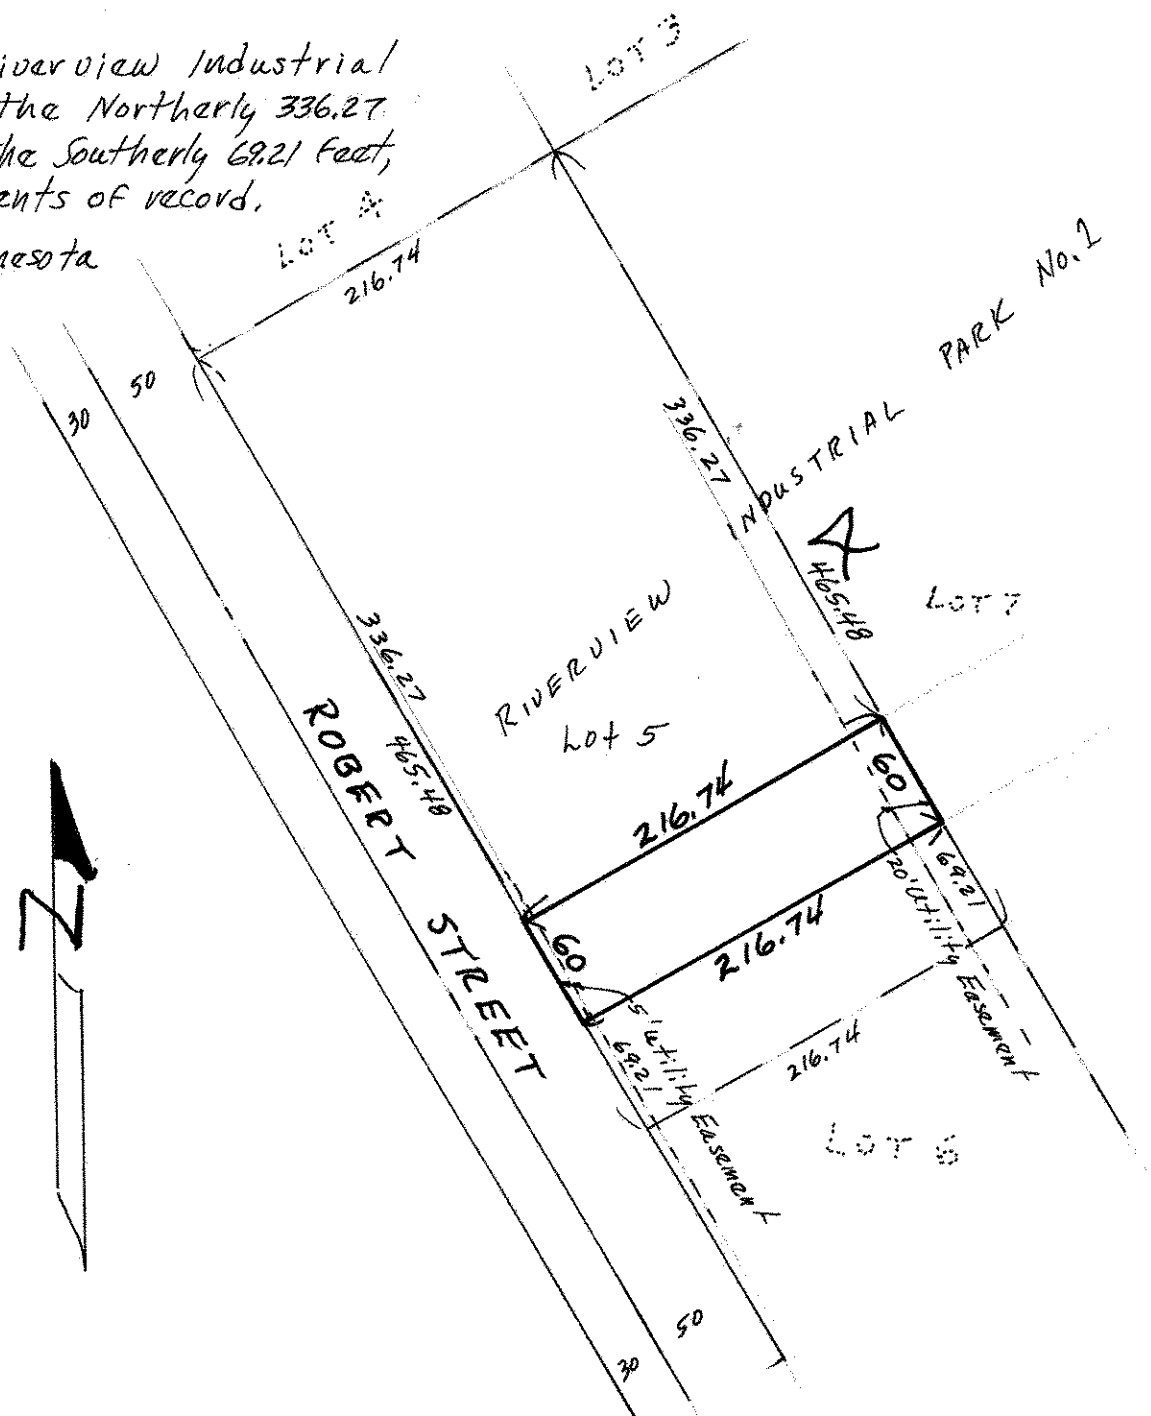 iverview Industrial
the Northerly 336.27
he Southerly 69.21 Feet,
ents of record.
nesota
LOT 3
LOT 4
216.74
PARK No. 1
50
30
336.27
INDUSTRIAL
4
465.48
LOT 7
336.27
465.48
RIVERVIEW
Lot 5
ROBERT STREET
216.74
60
60
216.74
69.21
20' Utility Easement
5' Utility Easement
69.21
216.74
LOT 6
N
50
30